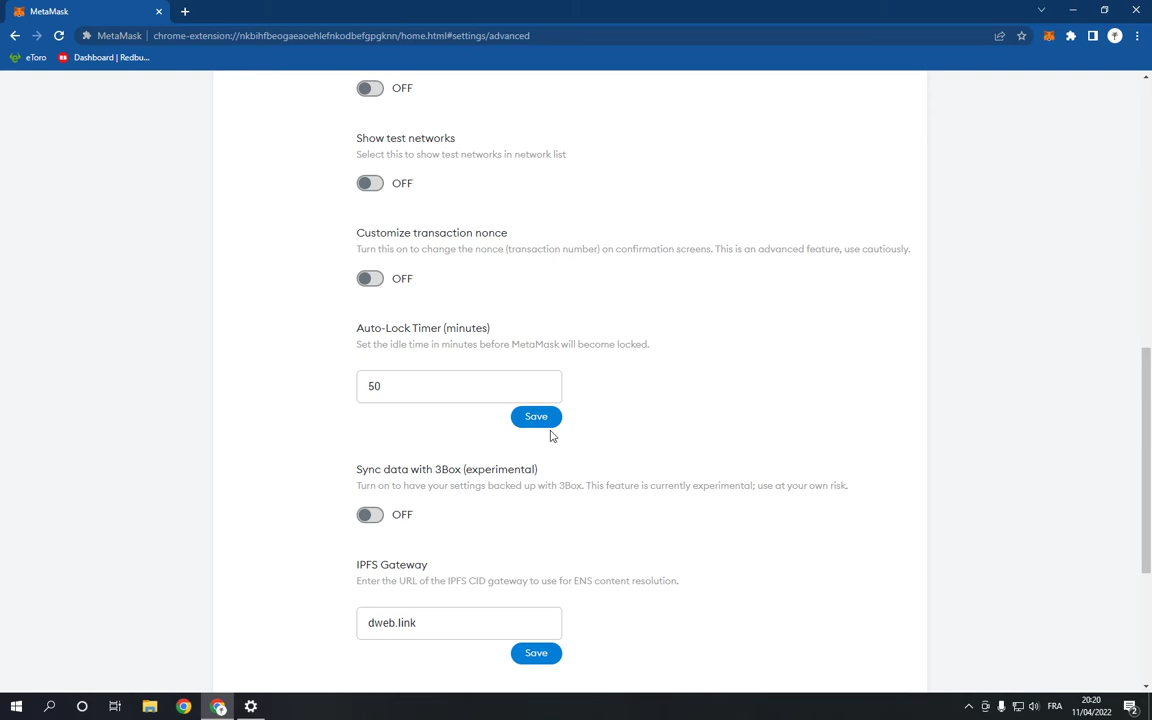 MetaMask
MetaMask
chrome-extension://nkbihfbeogaeaoehlefnkodbefgpgknn/home.html#settings/advanced
eToro
Dashboard | Redbu...
OFF
Show test networks
Select this to show test networks in network list
OFF
Customize transaction nonce
Turn this on to change the nonce (transaction number) on confirmation screens. This is an advanced feature, use cautiously.
OFF
Auto-Lock Timer (minutes)
Set the idle time in minutes before MetaMask will become locked.
50
Save
Sync data with 3Box (experimental)
Turn on to have your settings backed up with 3Box. This feature is currently experimental; use at your own risk.
OFF
IPFS Gateway
Enter the URL of the IPFS CID gateway to use for ENS content resolution.
dweb.link
Save
FRA
20:20
11/04/2022
2